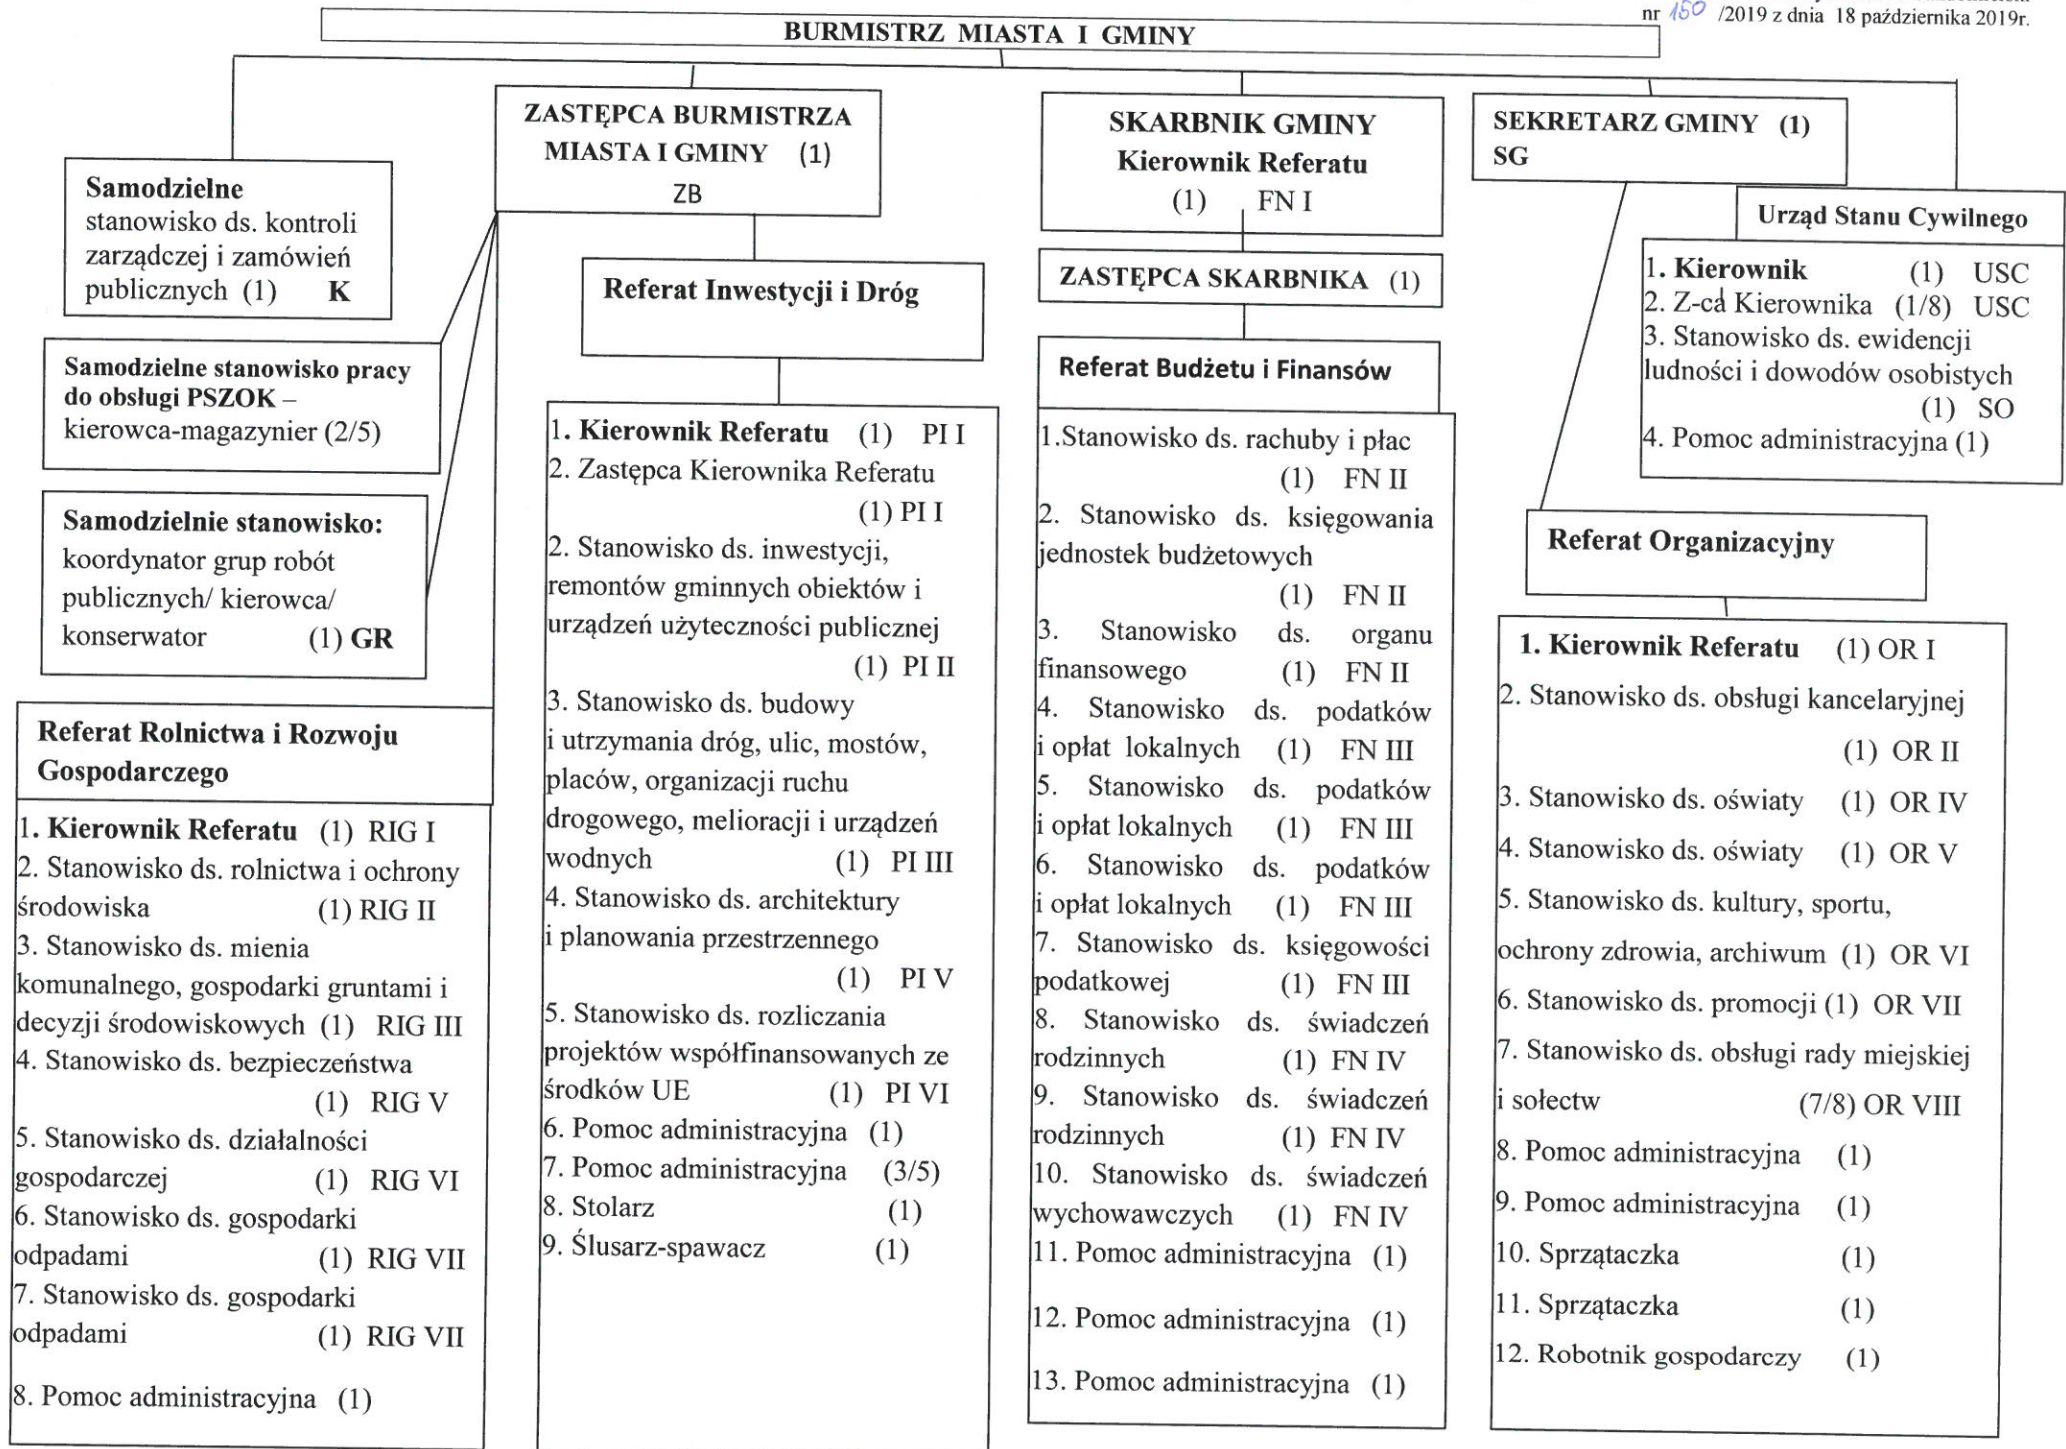 nr 150 /2019 z dnia 18 października 2019r.
BURMISTRZ MIASTA I GMINY
ZASTĘPCA BURMISTRZA
MIASTA I GMINY (1)
ZB
SKARBNIK GMINY
Kierownik Referatu
(1) FN I
SEKRETARZ GMINY (1)
SG
Samodzielne
stanowisko ds. kontroli
zarządczej i zamówień
publicznych (1) K
Samodzielne stanowisko pracy
do obsługi PSZOK –
kierowca-magazynier (2/5)
Samodzielnie stanowisko:
koordynator grup robót
publicznych/ kierowca/
konserwator (1) GR
Referat Rolnictwa i Rozwoju
Gospodarczego
1. Kierownik Referatu (1) RIG I
2. Stanowisko ds. rolnictwa i ochrony
środowiska (1) RIG II
3. Stanowisko ds. mienia
komunalnego, gospodarki gruntami i
decyzji środowiskowych (1) RIG III
4. Stanowisko ds. bezpieczeństwa
(1) RIG V
5. Stanowisko ds. działalności
gospodarczej (1) RIG VI
6. Stanowisko ds. gospodarki
odpadami (1) RIG VII
7. Stanowisko ds. gospodarki
odpadami (1) RIG VII
8. Pomoc administracyjna (1)
Referat Inwestycji i Dróg
1. Kierownik Referatu (1) PI I
2. Zastępca Kierownika Referatu
(1) PI I
2. Stanowisko ds. inwestycji,
remontów gminnych obiektów i
urządzeń użyteczności publicznej
(1) PI II
3. Stanowisko ds. budowy
i utrzymania dróg, ulic, mostów,
placów, organizacji ruchu
drogowego, melioracji i urządzeń
wodnych (1) PI III
4. Stanowisko ds. architektury
i planowania przestrzennego
(1) PI V
5. Stanowisko ds. rozliczania
projektów współfinansowanych ze
środków UE (1) PI VI
6. Pomoc administracyjna (1)
7. Pomoc administracyjna (3/5)
8. Stolarz (1)
9. Ślusarz-spawacz (1)
ZASTĘPCA SKARBNIKA (1)
Referat Budżetu i Finansów
1.Stanowisko ds. rachuby i płac
(1) FN II
2. Stanowisko ds. księgowania
jednostek budżetowych
(1) FN II
3. Stanowisko ds. organu
finansowego (1) FN II
4. Stanowisko ds. podatków
i opłat lokalnych (1) FN III
5. Stanowisko ds. podatków
i opłat lokalnych (1) FN III
6. Stanowisko ds. podatków
i opłat lokalnych (1) FN III
7. Stanowisko ds. księgowości
podatkowej (1) FN III
8. Stanowisko ds. świadczeń
rodzinnych (1) FN IV
9. Stanowisko ds. świadczeń
rodzinnych (1) FN IV
10. Stanowisko ds. świadczeń
wychowawczych (1) FN IV
11. Pomoc administracyjna (1)
12. Pomoc administracyjna (1)
13. Pomoc administracyjna (1)
Urząd Stanu Cywilnego
1. Kierownik (1) USC
2. Z-ca Kierownika (1/8) USC
3. Stanowisko ds. ewidencji
ludności i dowodów osobistych
(1) SO
4. Pomoc administracyjna (1)
Referat Organizacyjny
1. Kierownik Referatu (1) OR I
2. Stanowisko ds. obsługi kancelaryjnej
(1) OR II
3. Stanowisko ds. oświaty (1) OR IV
4. Stanowisko ds. oświaty (1) OR V
5. Stanowisko ds. kultury, sportu,
ochrony zdrowia, archiwum (1) OR VI
6. Stanowisko ds. promocji (1) OR VII
7. Stanowisko ds. obsługi rady miejskiej
i sołectw (7/8) OR VIII
8. Pomoc administracyjna (1)
9. Pomoc administracyjna (1)
10. Sprzątaczka (1)
11. Sprzątaczka (1)
12. Robotnik gospodarczy (1)